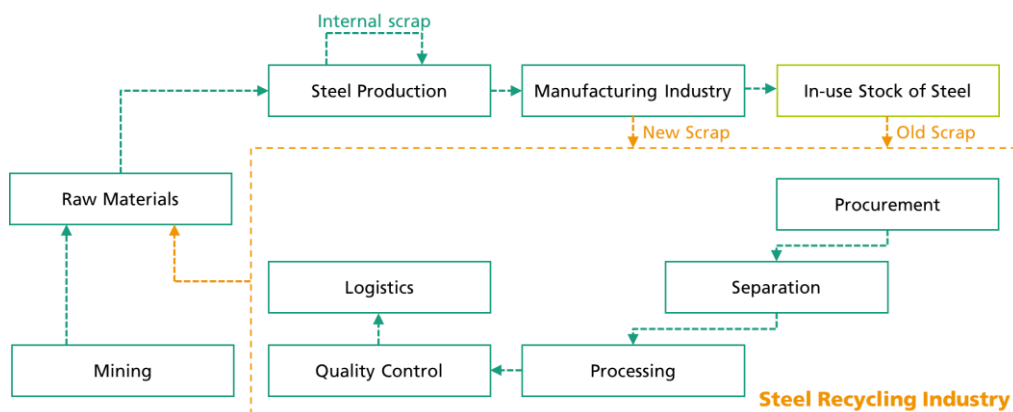 Internal scrap
Steel Production
Manufacturing Industry
In-use Stock of Steel
New Scrap
Old Scrap
Raw Materials
Procurement
Logistics
Separation
Mining
Quality Control
Processing
Steel Recycling Industry